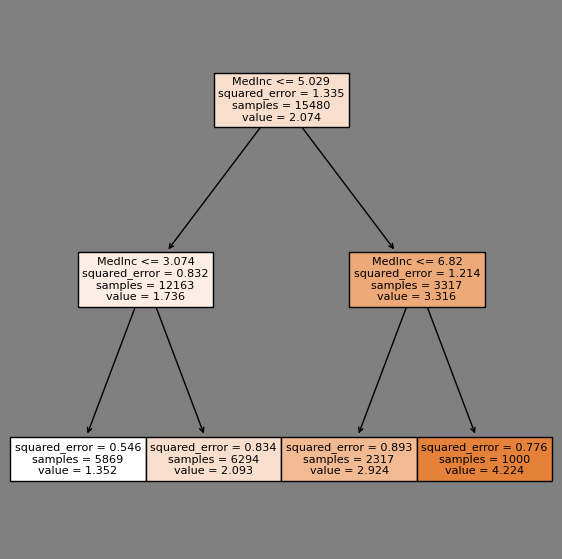 MedInc <= 5.029
squared_error = 1.335
samples = 15480
value = 2.074
MedInc <= 3.074
squared_error = 0.832
samples = 12163
value = 1.736
MedInc <= 6.82
squared_error = 1.214
samples = 3317
value = 3.316
squared_error = 0.546
samples = 5869
value = 1.352
squared_error = 0.834
samples = 6294
value = 2.093
squared_error = 0.893
samples = 2317
value = 2.924
squared_error = 0.776
samples = 1000
value = 4.224